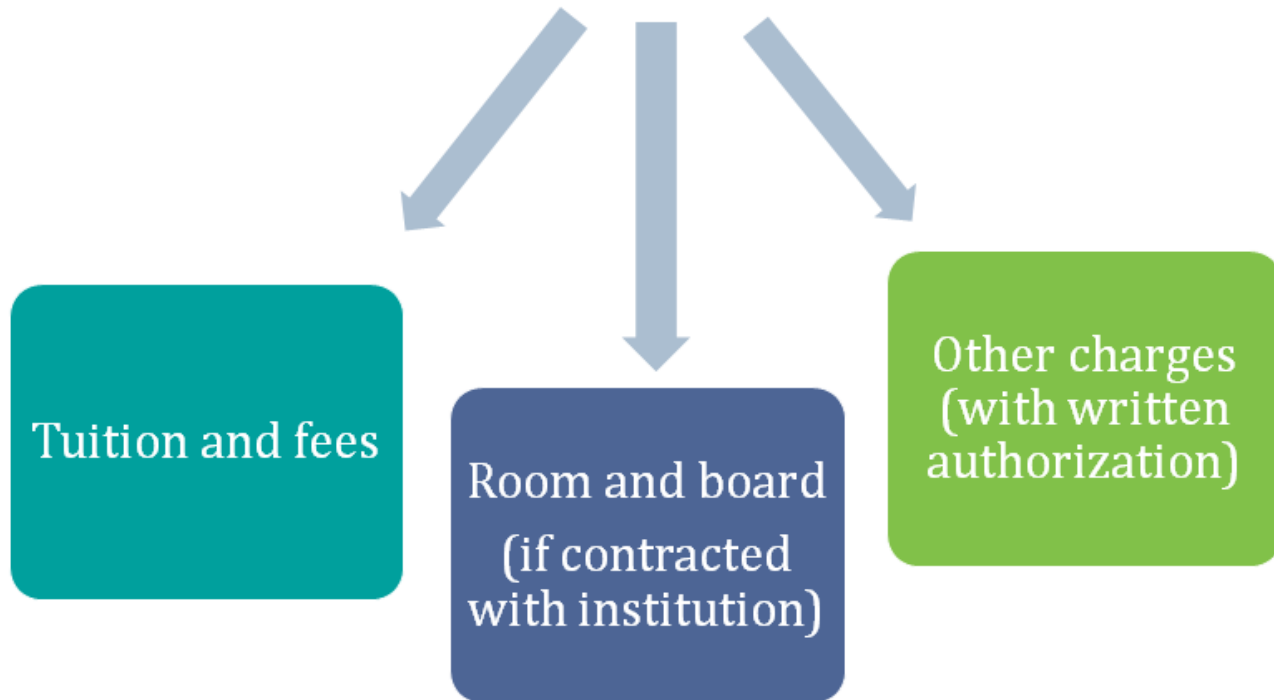 Tuition and fees
Room and board
(if contracted
with institution)
Other charges
(with written
authorization)